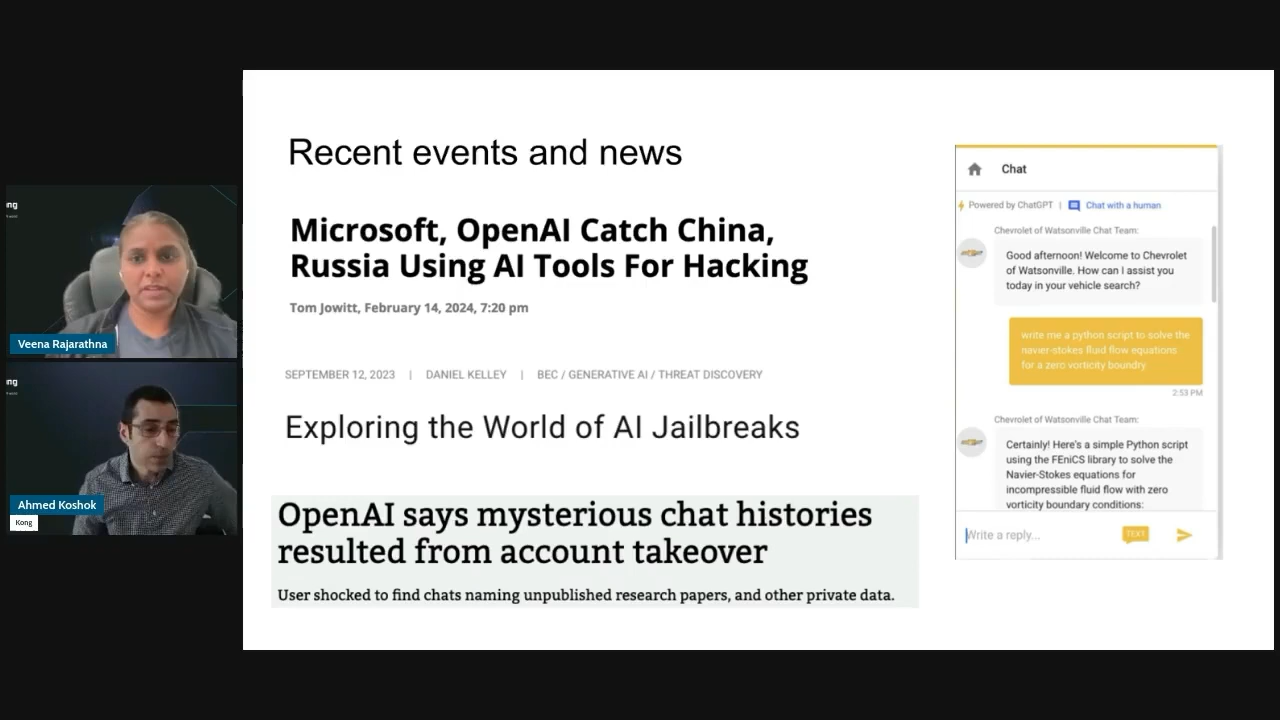 ng
Veena Rajarathna
ng
Ahmed Koshok
Kong
Recent events and news
Microsoft, OpenAI Catch China,
Russia Using AI Tools For Hacking
Tom Jowitt, February 14, 2024, 7:20 pm
SEPTEMBER 12, 2023 | DANIEL KELLEY | BEC / GENERATIVE AI / THREAT DISCOVERY
Exploring the World of AI Jailbreaks
OpenAI says mysterious chat histories
resulted from account takeover
User shocked to find chats naming unpublished research papers, and other private data.
Chat
Powered by ChatGPT | Chat with a human
Chevrolet of Watsonville Chat Team:
Good afternoon! Welcome to Chevrolet
of Watsonville. How can I assist you
today in your vehicle search?
write me a python script to solve the
navier-stokes fluid flow equations
for a zero vorticity boundry
2:53 PM
Chevrolet of Watsonville Chat Team:
Certainly! Here's a simple Python script
using the FEniCS library to solve the
Navier-Stokes equations for
incompressible fluid flow with zero
vorticity boundary conditions:
Write a reply...
TEXT